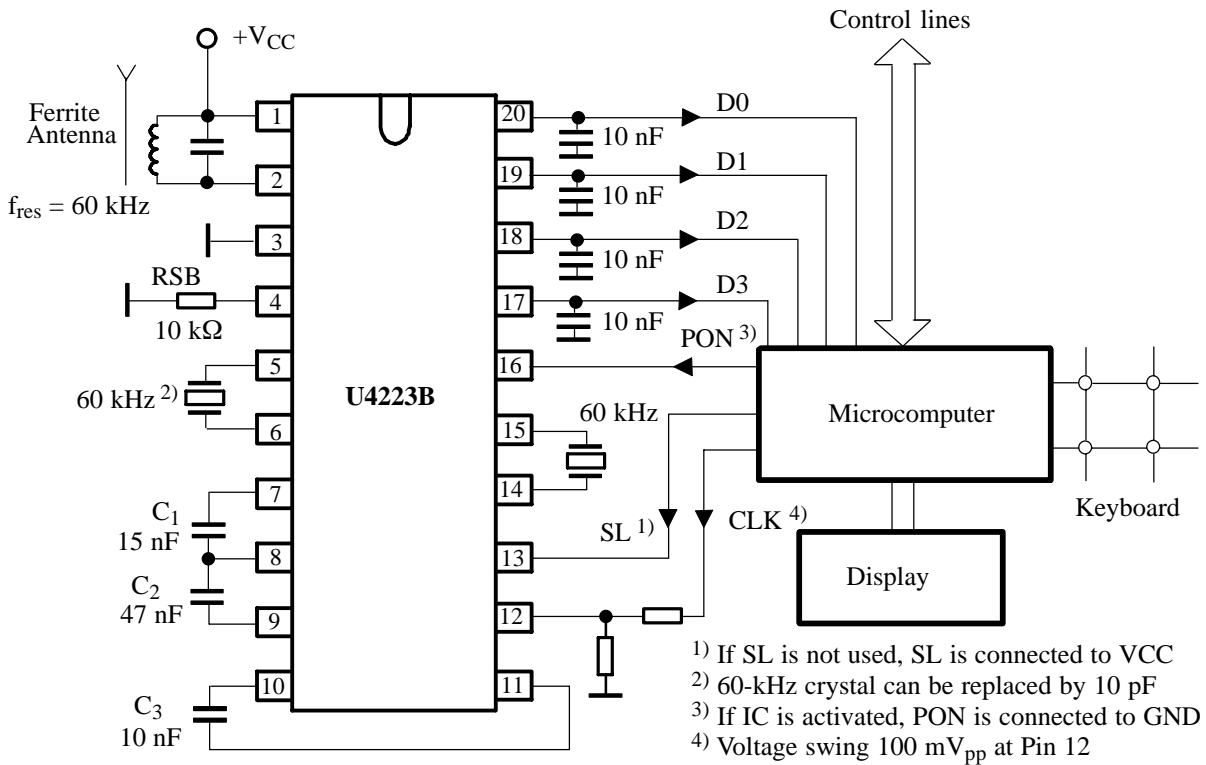 Control lines
+VCC
Ferrite
Antenna
fres = 60 kHz
1
2
3
RSB
4
10 kΩ
5
60 kHz 2)
6
7
C1
15 nF
8
C2
47 nF
9
10
C3
10 nF
U4223B
20
10 nF
D0
19
10 nF
D1
18
10 nF
D2
17
10 nF
D3
16
PON 3)
15
60 kHz
14
SL 1)
CLK 4)
13
12
11
Microcomputer
Keyboard
Display
1) If SL is not used, SL is connected to VCC
2) 60-kHz crystal can be replaced by 10 pF
3) If IC is activated, PON is connected to GND
4) Voltage swing 100 mVpp at Pin 12